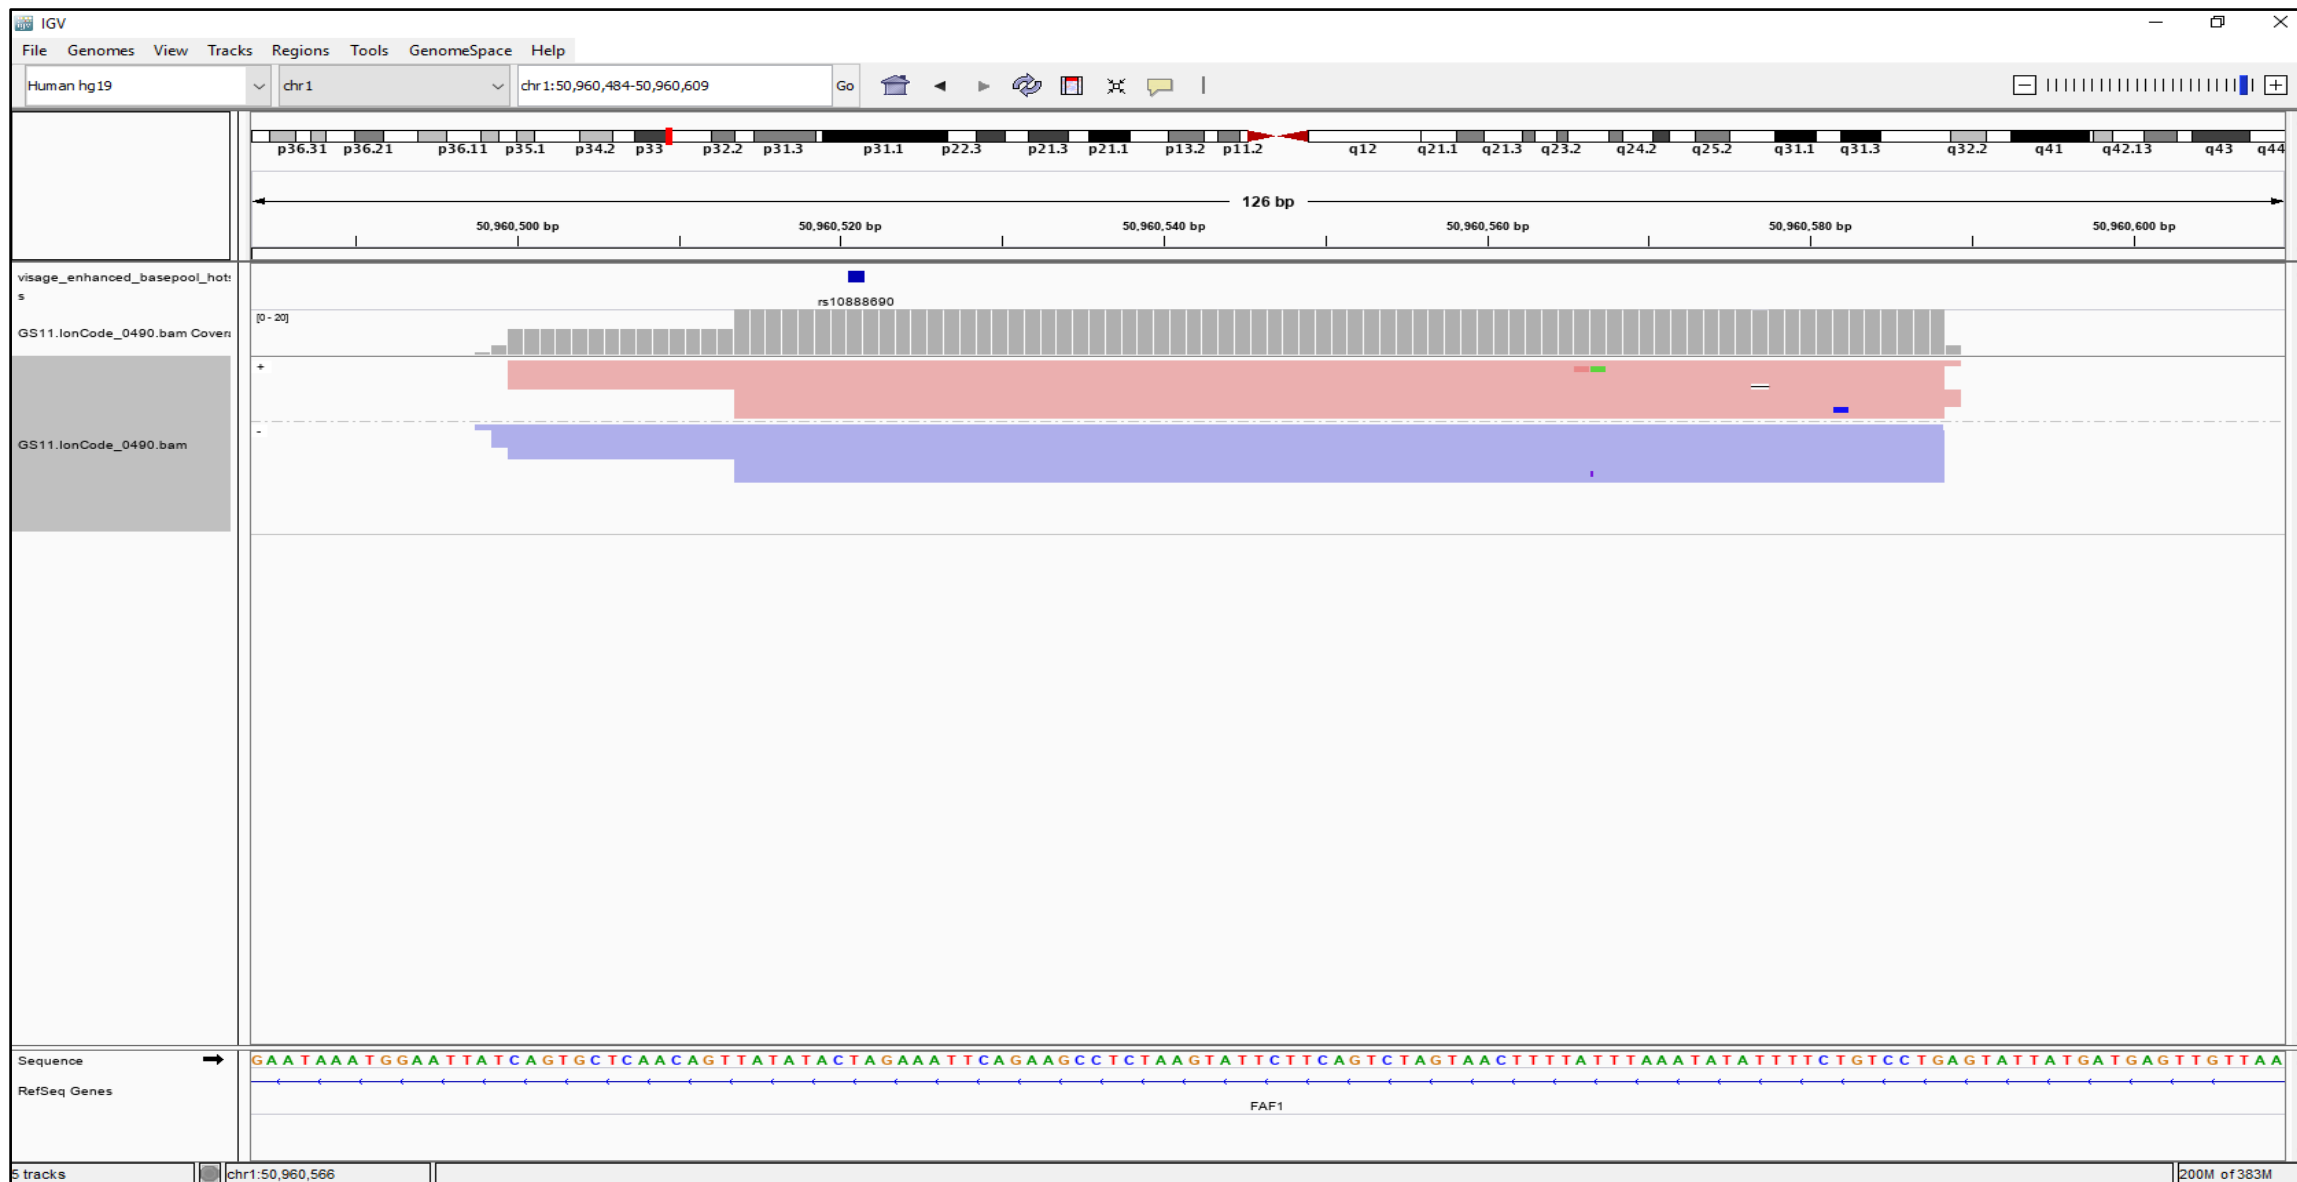 IGV
File Genomes View Tracks Regions Tools GenomeSpace Help
Human hg19 chr1 chr1:50,960,484-50,960,609 Go
p36.31 p36.21 p36.11 p35.1 p34.2 p33 p32.2 p31.3 p31.1 p22.3 p21.3 p21.1 p13.2 p11.2 q12 q21.1 q21.3 q23.2 q24.2 q25.2 q31.1 q31.3 q32.2 q41 q42.13 q43 q44
126 bp
50,960,500 bp 50,960,520 bp 50,960,540 bp 50,960,560 bp 50,960,580 bp 50,960,600 bp
visage_enhanced_basepool_hot:
s
rs10888690
[0 - 20]
GS11.IonCode_0490.bam Covera
+
-
GS11.IonCode_0490.bam
Sequence GAATAAATGGAATTATCAGTGCTCAACAGTTATATACTAGAAATTCAGAAGCCTCTAAGTATTCTTCAGTCTAGTAACTTTTATTTAAATATATTTTCTGTCCTGAGTATTATGATGAGTTGTTAA
RefSeq Genes
FAF1
5 tracks chr1:50,960,566 200M of 383M